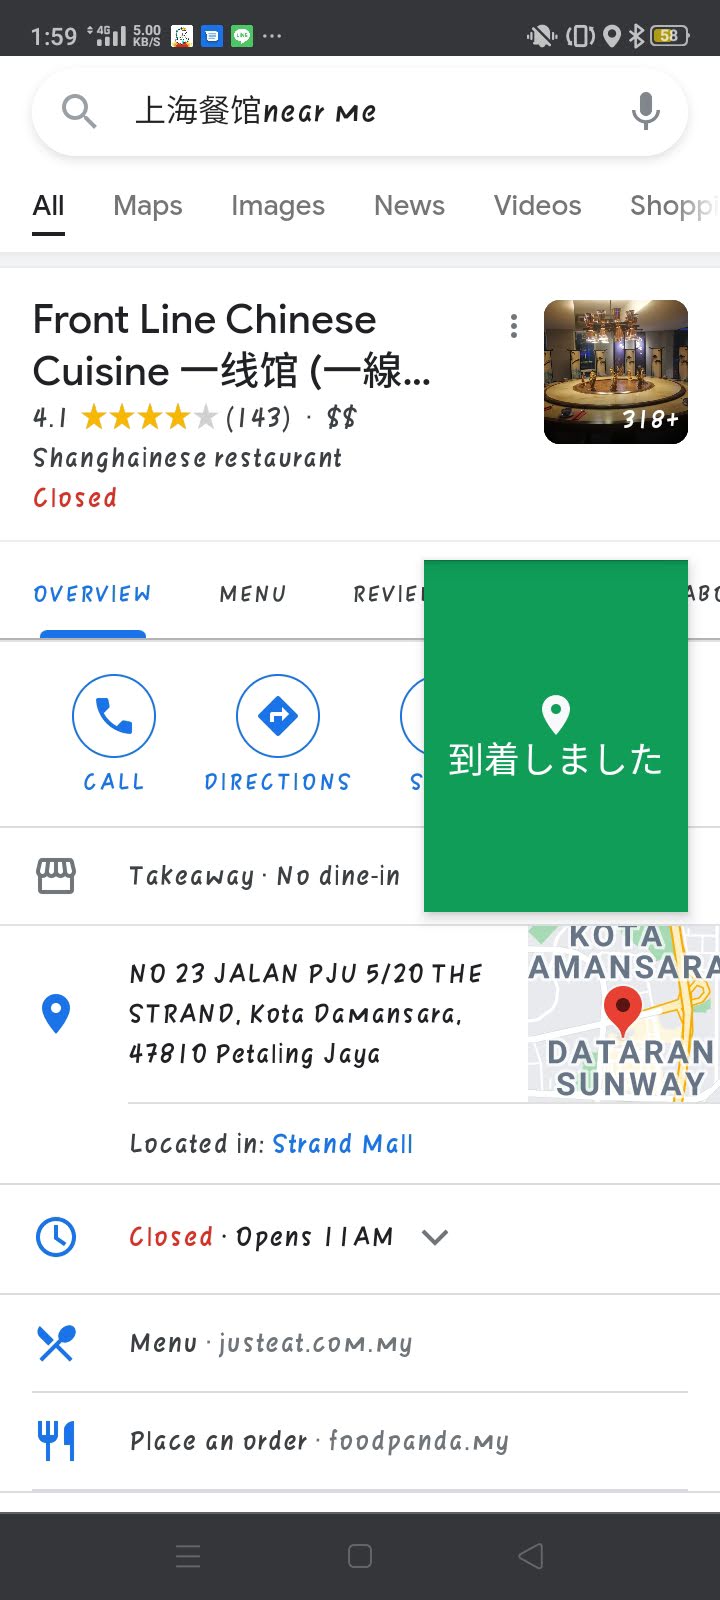 1:59 4G 5.00 KB/S LINE ... 58
上海餐馆near me
All Maps Images News Videos Shoppi
Front Line Chinese
Cuisine 一线馆 (一線...
4.1 (143) · $$
318+
Shanghainese restaurant
Closed
OVERVIEW MENU REVIE ABO
CALL DIRECTIONS S
到着しました
Takeaway · No dine-in
NO 23 JALAN PJU 5/20 THE
STRAND, Kota Damansara,
47810 Petaling Jaya
KOTA
AMANSARA
DATARAN
SUNWAY
Located in: Strand Mall
Closed · Opens 11AM
Menu · justeat.com.my
Place an order · foodpanda.my